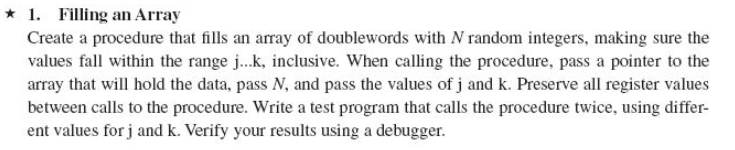 ★ 1. Filling an Array
Create a procedure that fills an array of doublewords with N random integers, making sure the
values fall within the range j...k, inclusive. When calling the procedure, pass a pointer to the
array that will hold the data, pass N, and pass the values of j and k. Preserve all register values
between calls to the procedure. Write a test program that calls the procedure twice, using differ-
ent values for j and k. Verify your results using a debugger.